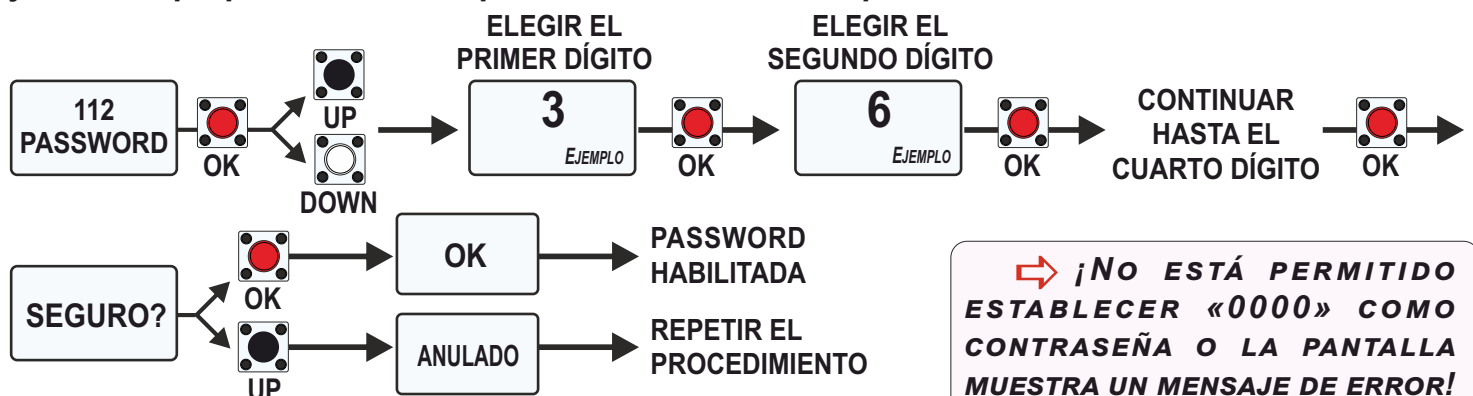 ELEGIR EL
PRIMER DÍGITO
ELEGIR EL
SEGUNDO DÍGITO
112
PASSWORD
OK
UP
DOWN
3
EJEMPLO
OK
6
EJEMPLO
OK
CONTINUAR
HASTA EL
CUARTO DÍGITO
OK
SEGURO?
OK
UP
OK
PASSWORD
HABILITADA
ANULADO
REPETIR EL
PROCEDIMIENTO
¡NO ESTÁ PERMITIDO
ESTABLECER «0000» COMO
CONTRASEÑA O LA PANTALLA
MUESTRA UN MENSAJE DE ERROR!